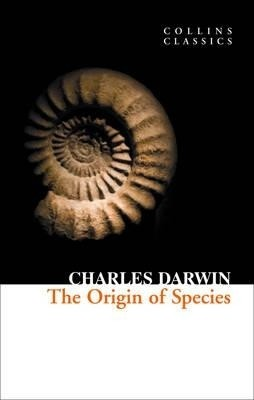 COLLINS
CLASSICS
CHARLES DARWIN
The Origin of Species